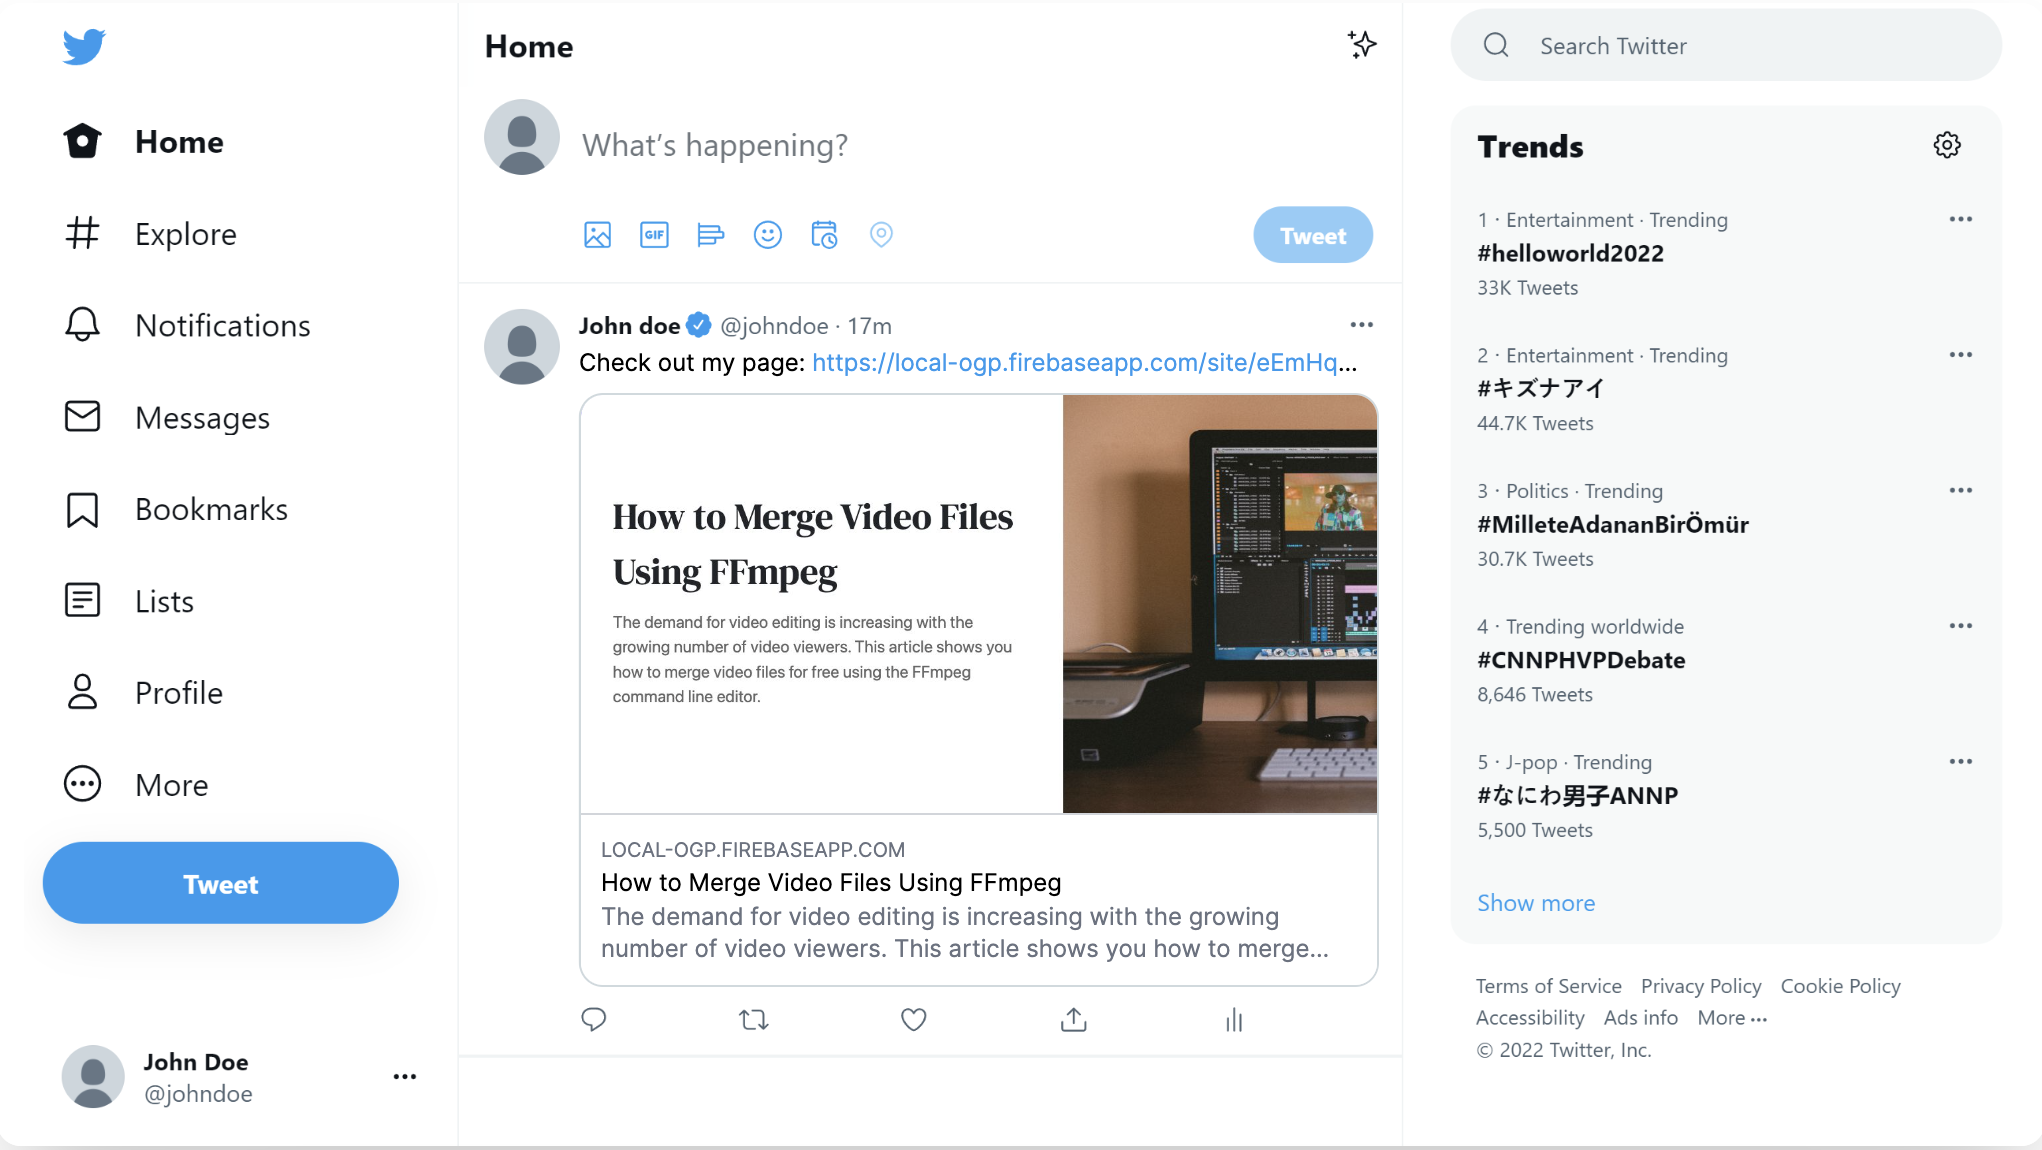 Home
Explore
Notifications
Messages
Bookmarks
Lists
Profile
More
Tweet
John Doe
@johndoe
Home
What's happening?
GIF
Tweet
John doe @johndoe · 17m
Check out my page: https://local-ogp.firebaseapp.com/site/eEmHq...
How to Merge Video Files
Using FFmpeg
The demand for video editing is increasing with the
growing number of video viewers. This article shows you
how to merge video files for free using the FFmpeg
command line editor.
LOCAL-OGP.FIREBASEAPP.COM
How to Merge Video Files Using FFmpeg
The demand for video editing is increasing with the growing
number of video viewers. This article shows you how to merge...
Search Twitter
Trends
1 · Entertainment · Trending
#helloworld2022
33K Tweets
2 · Entertainment · Trending
#キズナアイ
44.7K Tweets
3 · Politics · Trending
#MilleteAdananBirÖmür
30.7K Tweets
4 · Trending worldwide
#CNNPHVPDebate
8,646 Tweets
5 · J-pop · Trending
#なにわ男子ANNP
5,500 Tweets
Show more
Terms of Service Privacy Policy Cookie Policy
Accessibility Ads info More ···
© 2022 Twitter, Inc.